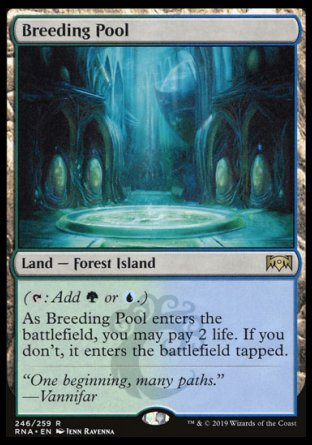 Breeding Pool
Land — Forest Island
(: Add or .)
As Breeding Pool enters the
battlefield, you may pay 2 life. If you
don't, it enters the battlefield tapped.
"One beginning, many paths."
—Vannifar
246/259 R
RNA • EN Jenn Ravenna
™ & © 2019 Wizards of the Coast